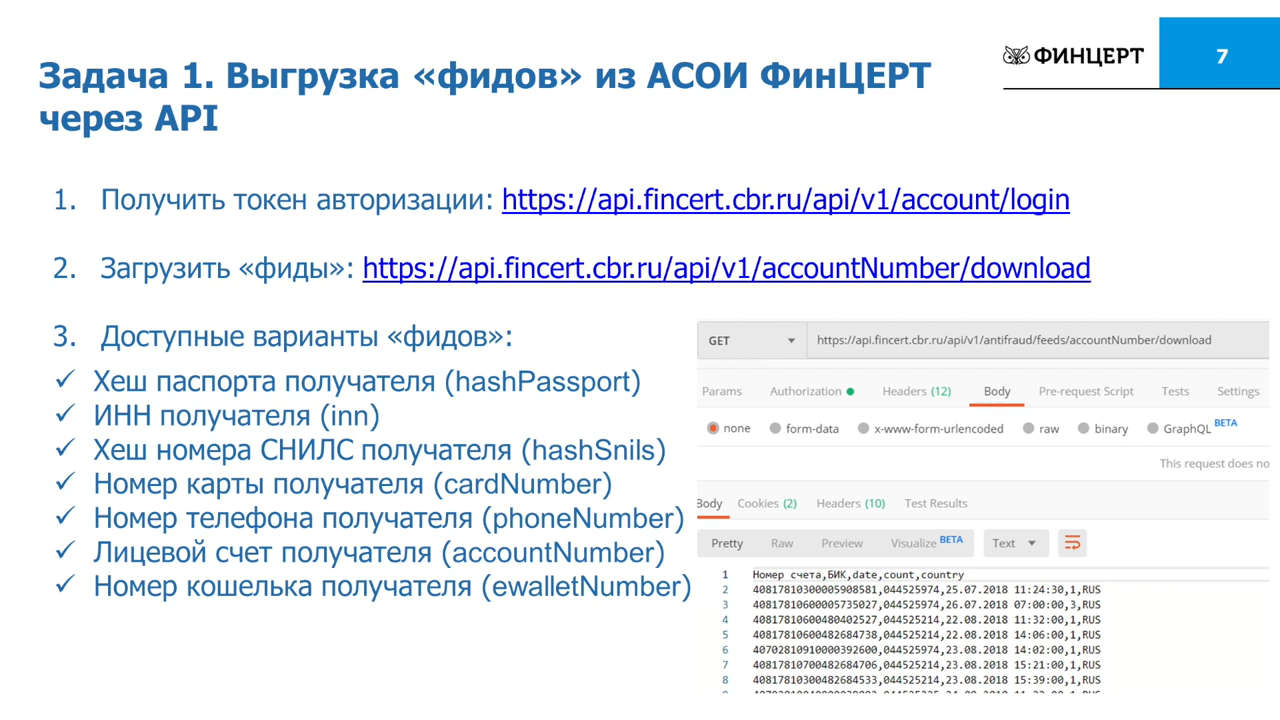 ФИНЦЕРТ
7
Задача 1. Выгрузка «фидов» из АСОИ ФинЦЕРТ
через API
1. Получить токен авторизации: https://api.fincert.cbr.ru/api/v1/account/login
2. Загрузить «фиды»: https://api.fincert.cbr.ru/api/v1/accountNumber/download
3. Доступные варианты «фидов»:
✓ Хеш паспорта получателя (hashPassport)
✓ ИНН получателя (inn)
✓ Хеш номера СНИЛС получателя (hashSnils)
✓ Номер карты получателя (cardNumber)
✓ Номер телефона получателя (phoneNumber)
✓ Лицевой счет получателя (accountNumber)
✓ Номер кошелька получателя (ewalletNumber)
GET https://api.fincert.cbr.ru/api/v1/antifraud/feeds/accountNumber/download
Params Authorization Headers (12) Body Pre-request Script Tests Settings
none form-data x-www-form-urlencoded raw binary GraphQL BETA
This request does no
Body Cookies (2) Headers (10) Test Results
Pretty Raw Preview Visualize BETA Text
1 Номер счета,БИК,date,count,country
2 40817810300005908581,044525974,25.07.2018 11:24:30,1,RUS
3 40817810600005735027,044525974,26.07.2018 07:00:00,3,RUS
4 40817810600480402527,044525214,22.08.2018 11:32:00,1,RUS
5 40817810600482684738,044525214,22.08.2018 14:06:00,1,RUS
6 40702810910000392600,044525974,23.08.2018 14:02:00,1,RUS
7 40817810700482684706,044525214,23.08.2018 15:21:00,1,RUS
8 40817810300482684533,044525214,23.08.2018 15:39:00,1,RUS